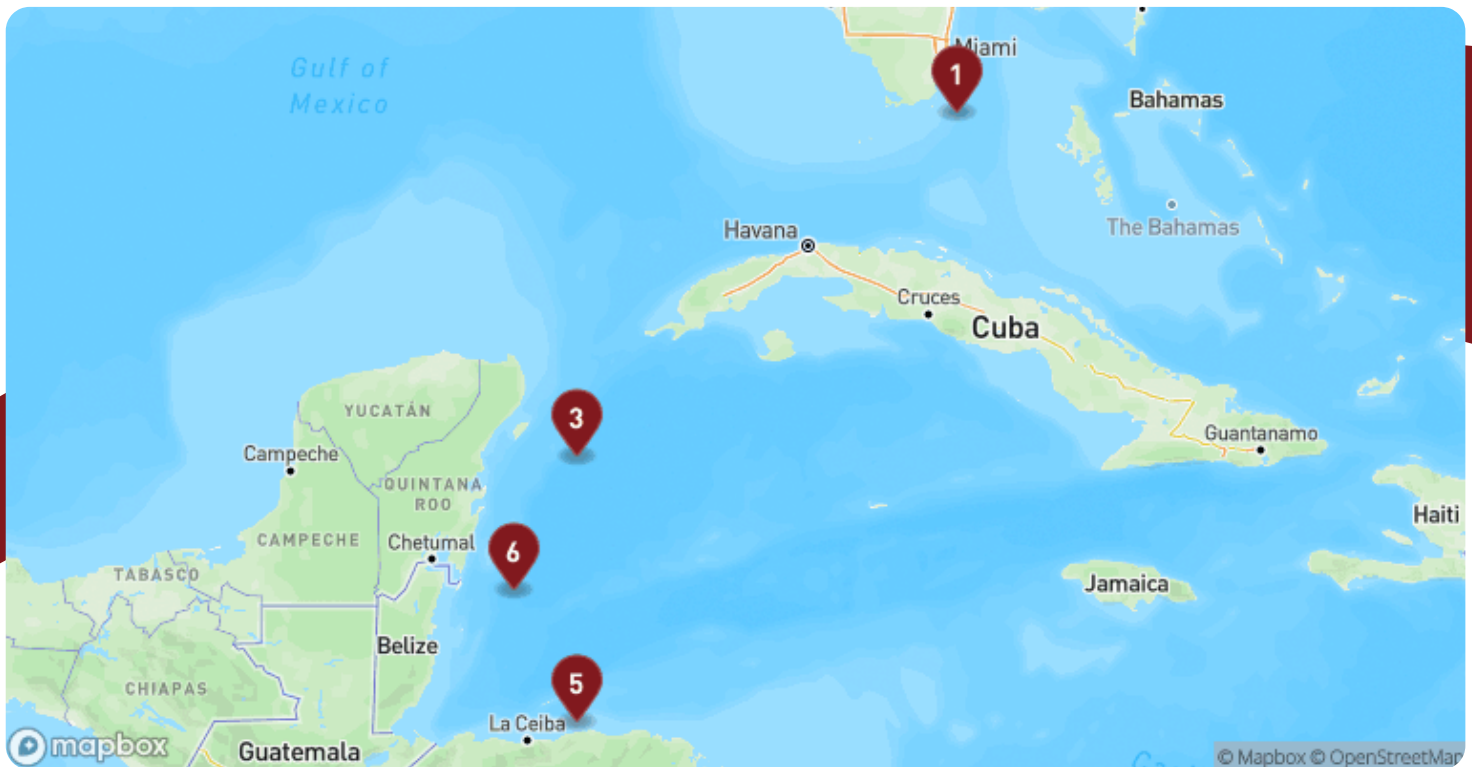 Gulf of
Mexico
Miami
1
Bahamas
Havana
The Bahamas
Cruces
Cuba
3
YUCATÁN
Campeche
Guantanamo
QUINTANA
ROO
Haiti
CAMPECHE
Chetumal
6
TABASCO
Jamaica
Belize
CHIAPAS
5
La Ceiba
mapbox
Guatemala
© Mapbox © OpenStreetMap